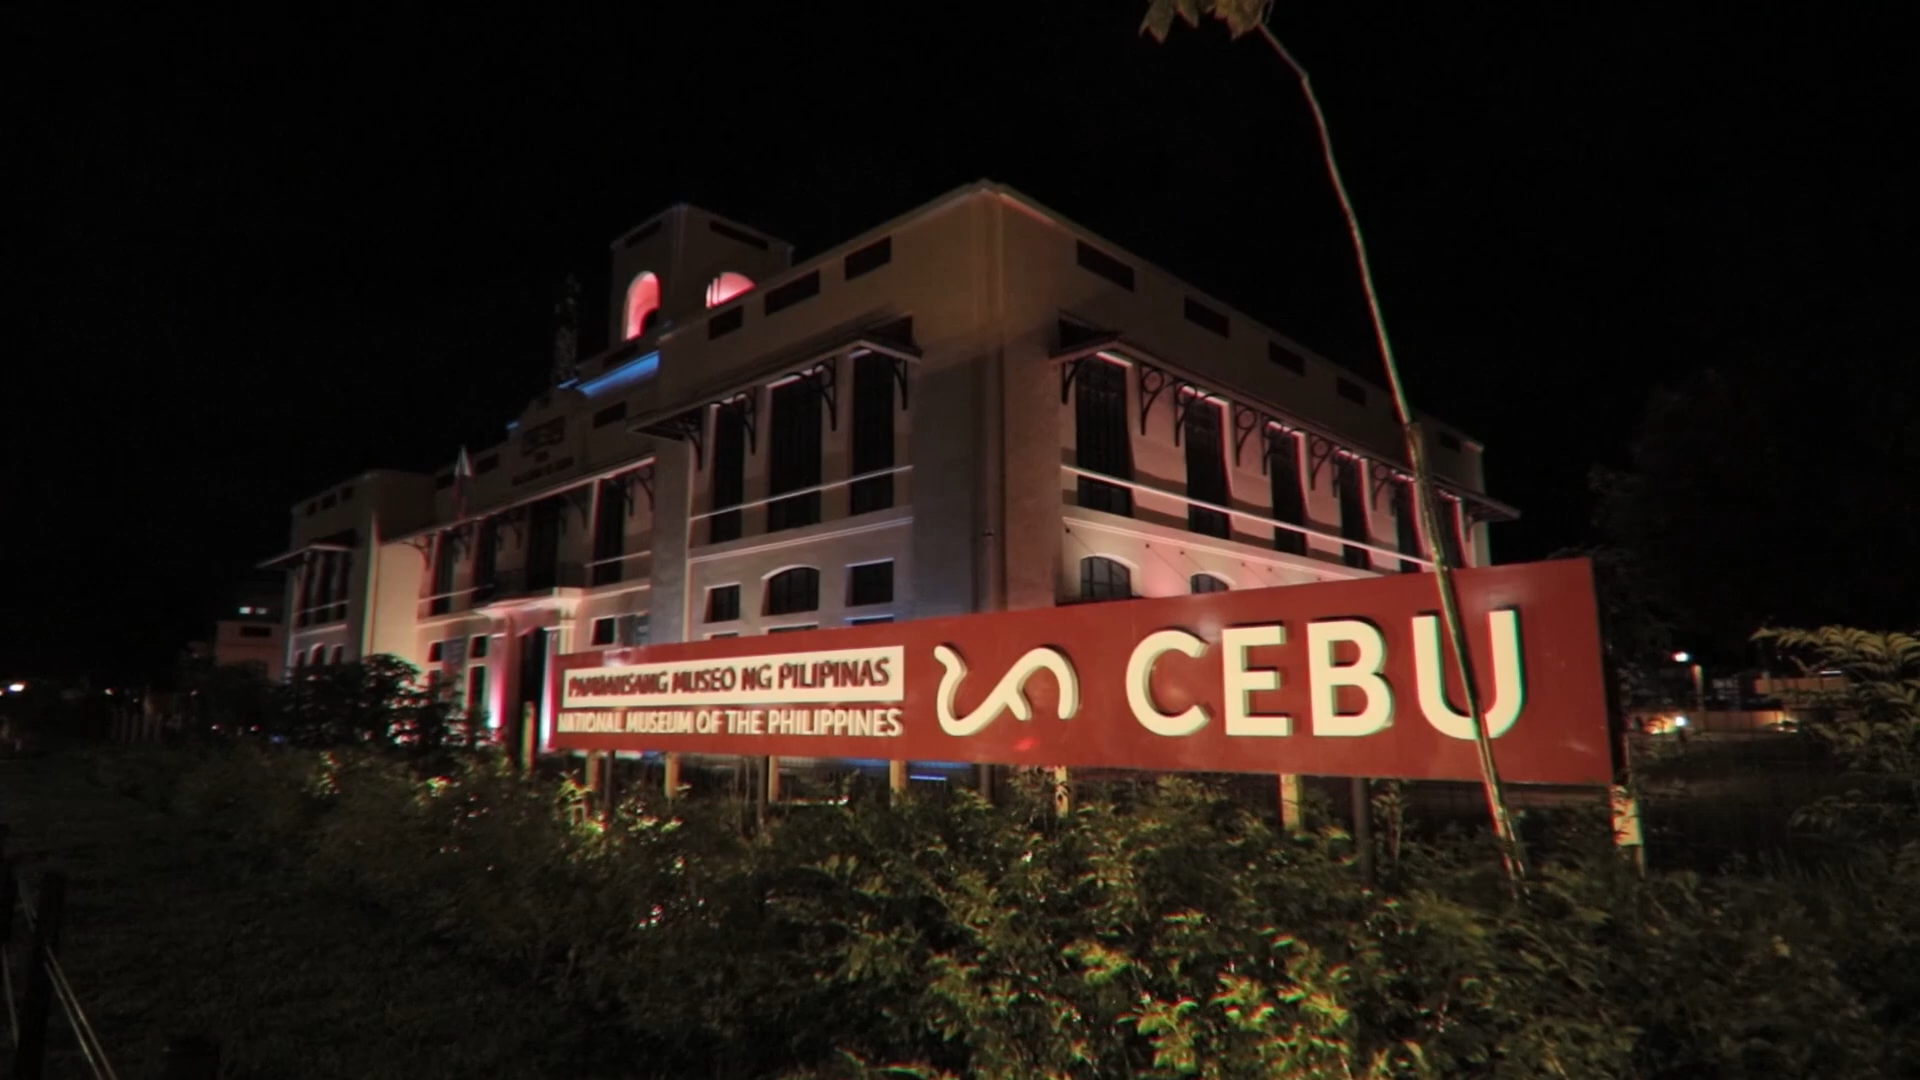 PAMBANSANG MUSEO NG PILIPINAS
NATIONAL MUSEUM OF THE PHILIPPINES
ᜉ CEBU